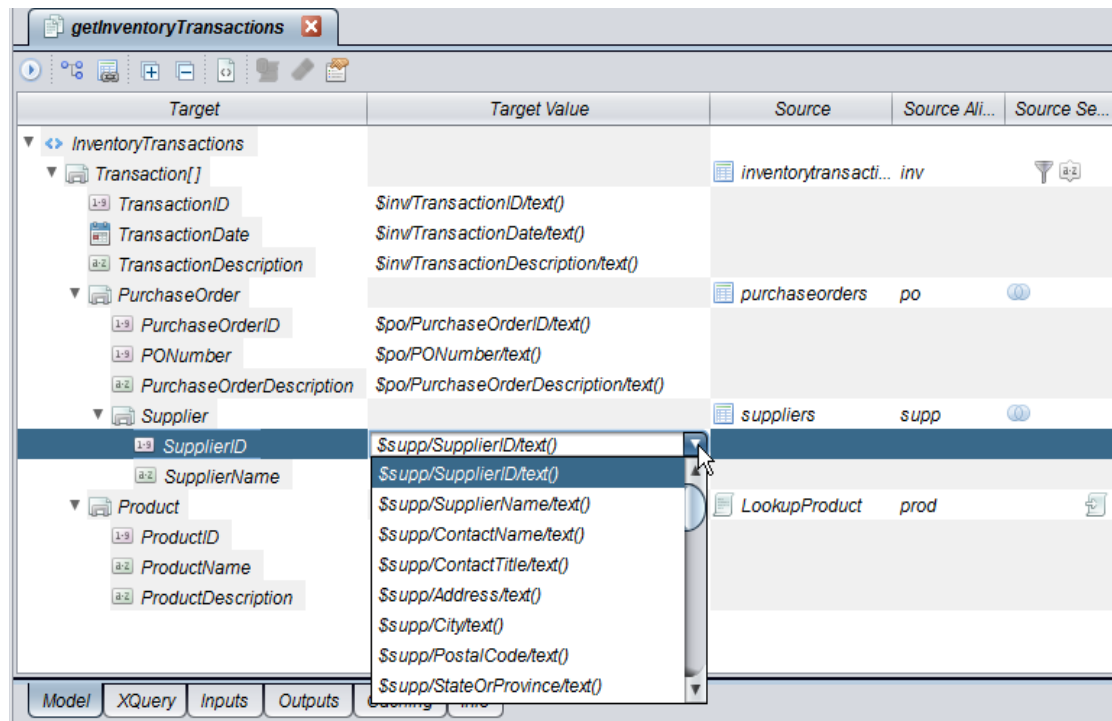 getInventoryTransactions
Target Target Value Source Source Ali... Source Se...
InventoryTransactions
Transaction[] inventorytransacti... inv
TransactionID $inv/TransactionID/text()
TransactionDate $inv/TransactionDate/text()
TransactionDescription $inv/TransactionDescription/text()
PurchaseOrder purchaseorders po
PurchaseOrderID $po/PurchaseOrderID/text()
PONumber $po/PONumber/text()
PurchaseOrderDescription $po/PurchaseOrderDescription/text()
Supplier suppliers supp
SupplierID $supp/SupplierID/text()
$supp/SupplierID/text()
SupplierName $supp/SupplierName/text()
Product LookupProduct prod
ProductID $supp/ContactName/text()
ProductName $supp/ContactTitle/text()
ProductDescription $supp/Address/text()
$supp/City/text()
$supp/PostalCode/text()
$supp/StateOrProvince/text()
Model XQuery Inputs Outputs